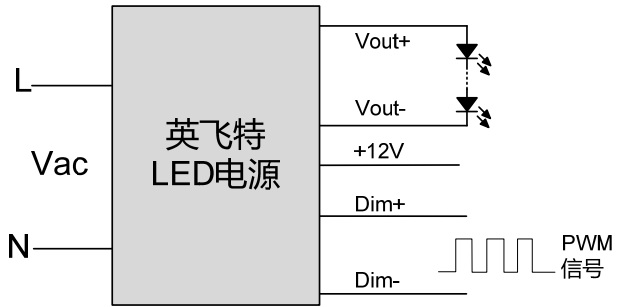 Vout+
L
Vout-
英飞特
LED电源
+12V
Vac
Dim+
N
PWM
信号
Dim-